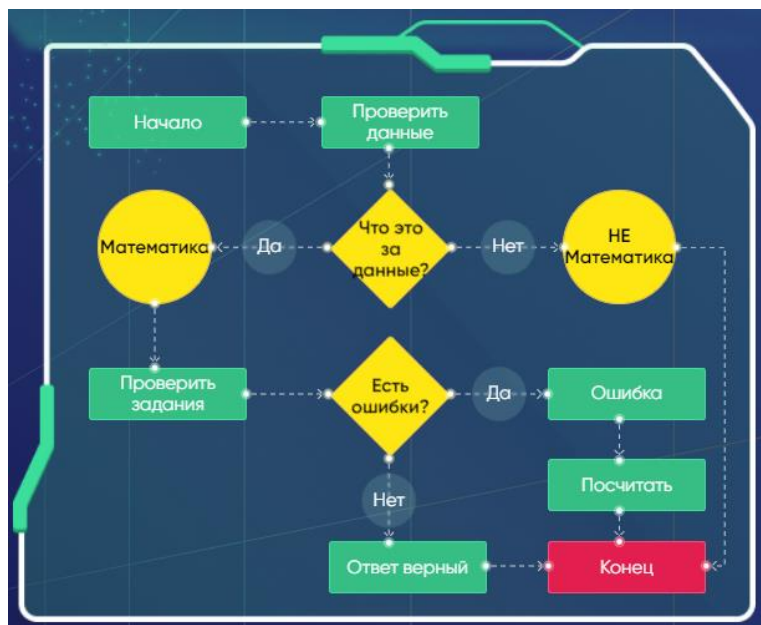 Начало
Проверить
данные
Что это
за
данные?
Математика
Да
Нет
НЕ
Математика
Проверить
задания
Есть
ошибки?
Да
Ошибка
Посчитать
Нет
Ответ верный
Конец